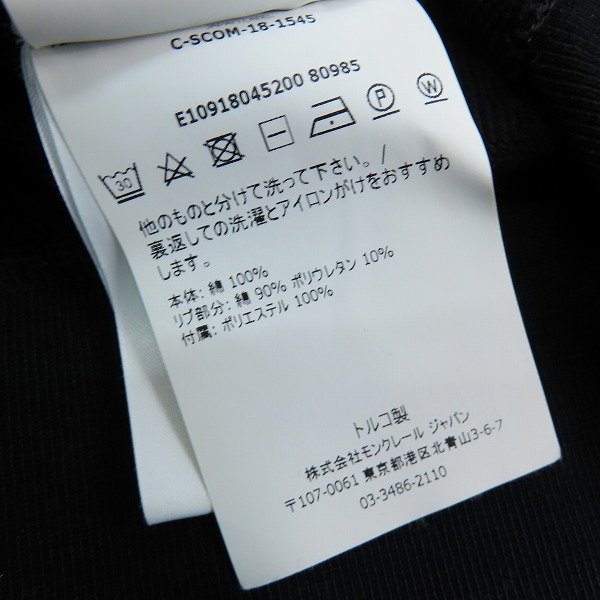 C-SCOM-18-1545
E10918045200 80985
30
P
W
他のものと分けて洗って下さい。/
裏返しての洗濯とアイロンがけをおすすめ
します。
本体: 綿 100%
リブ部分: 綿 90% ポリウレタン 10%
付属: ポリエステル 100%
トルコ製
株式会社モンクレール ジャパン
〒107-0061 東京都港区北青山3-6-7
03-3486-2110